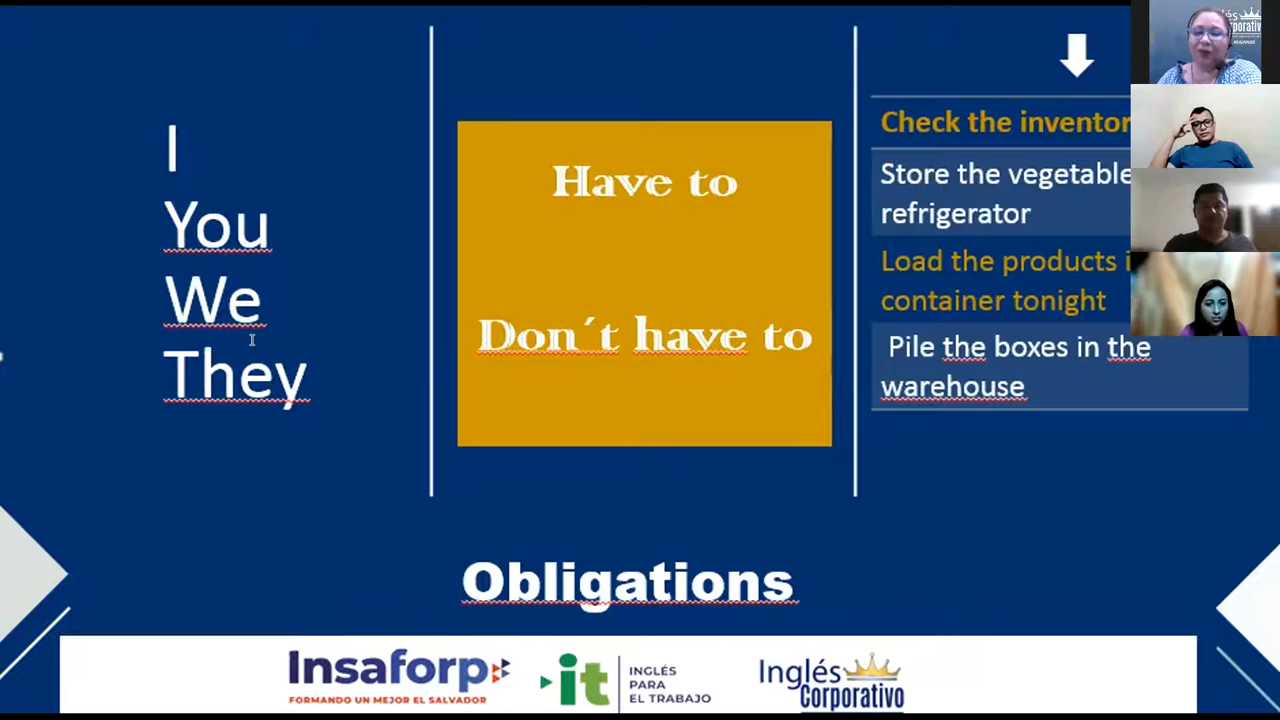 I
You
We
They
Have to
Don´t have to
Check the inventor
Store the vegetable
refrigerator
Load the products i
container tonight
Pile the boxes in the
warehouse
Obligations
Insaforp
FORMANDO UN MEJOR EL SALVADOR
it
INGLÉS
PARA
EL TRABAJO
Inglés
Corporativo